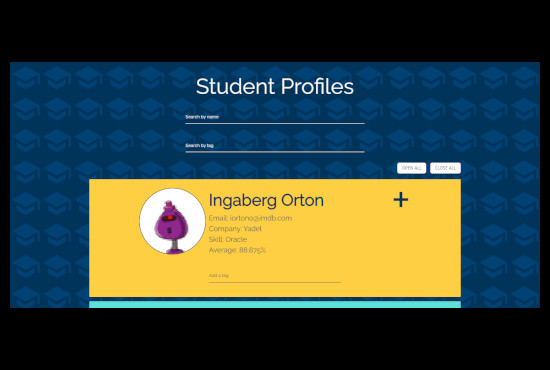 Student Profiles
Search by name
Search by tag
OPEN ALL CLOSE ALL
Ingaberg Orton
+
Email: iortono@imdb.com
Company: Yadel
Skill: Oracle
Average: 88.875%
Add a tag